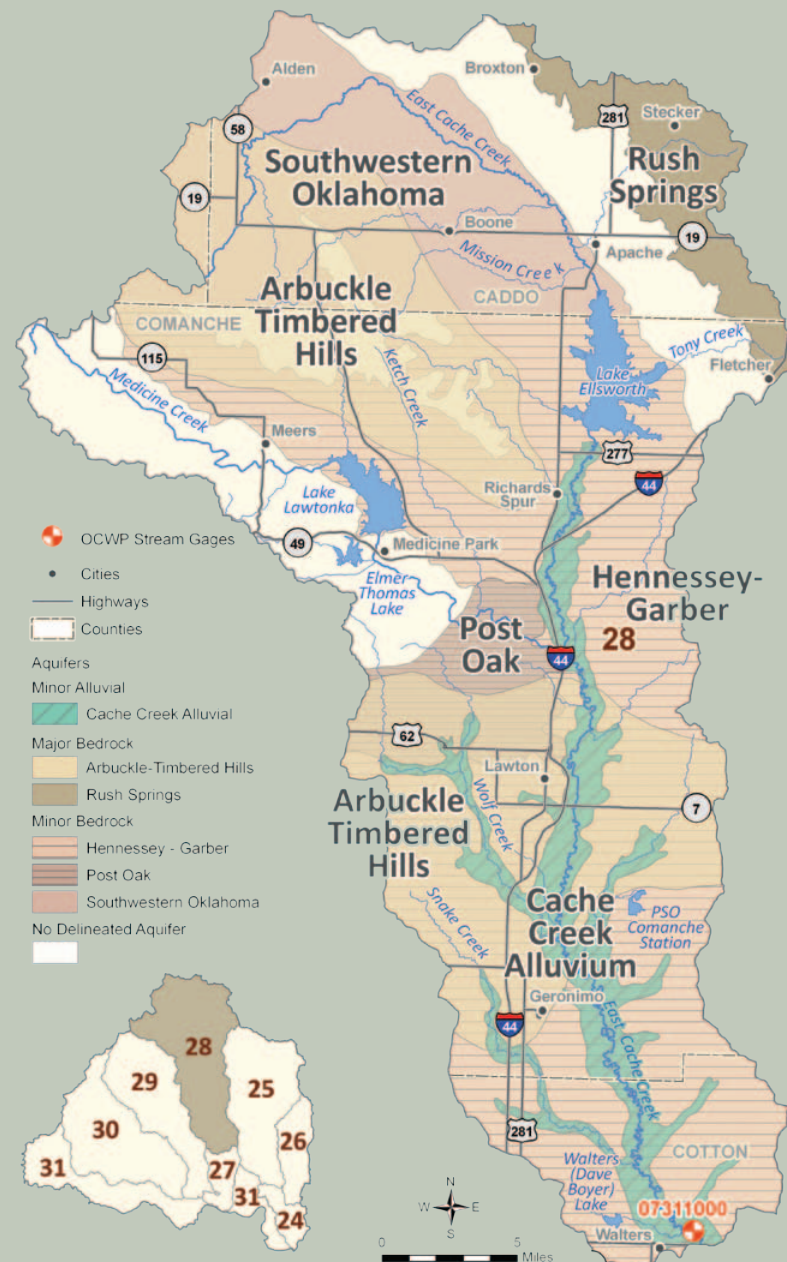 Alden
Broxton
East Cache Creek
281
Stecker
58
Southwestern
Oklahoma
Rush
Springs
19
Boone
19
Mission Creek
Apache
Arbuckle
Timbered
Hills
CADDO
COMANCHE
115
Ketch Creek
Tony Creek
Lake
Ellsworth
Fletcher
Medicine Creek
Meers
277
44
Richards
Spur
Lake
Lawtonka
49
Medicine Park
Elmer
Thomas
Lake
Hennessey-
Garber
28
Post
Oak
44
OCWP Stream Gages
Cities
Highways
Counties
Aquifers
Minor Alluvial
Cache Creek Alluvial
Major Bedrock
Arbuckle-Timbered Hills
Rush Springs
Minor Bedrock
Hennessey - Garber
Post Oak
Southwestern Oklahoma
No Delineated Aquifer
62
Lawton
Wolf Creek
7
Arbuckle
Timbered
Hills
Snake Creek
Cache
Creek
Alluvium
PSO
Comanche
Station
Geronimo
44
East Cache Creek
281
COTTON
Walters
(Dave
Boyer)
Lake
07311000
Walters
28
29
25
30
26
31
27
31
24
N
W
E
S
0
5
Miles